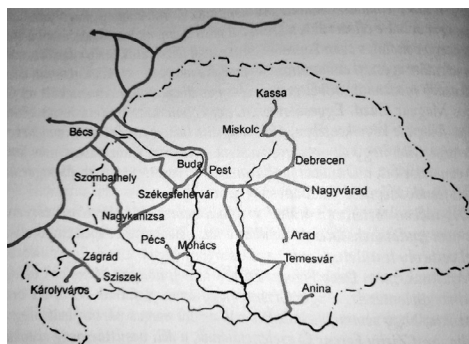 Kassa
Miskolc
Bécs
Debrecen
Buda
Pest
Szombathely
Nagyvárad
Székesfehérvár
Nagykanizsa
Arad
Pécs
Mohács
Zágrád
Temesvár
Sziszek
Károlyváros
Anina